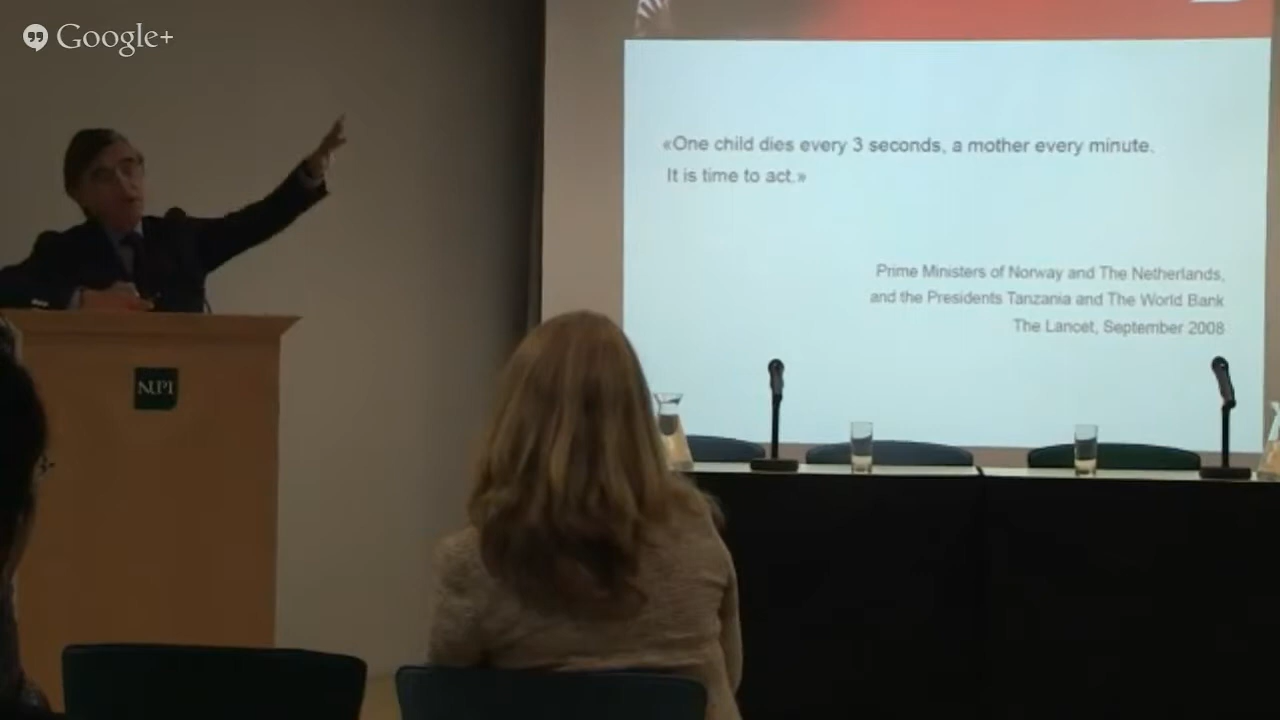 Google+
«One child dies every 3 seconds, a mother every minute.
It is time to act.»
Prime Ministers of Norway and The Netherlands,
and the Presidents Tanzania and The World Bank
The Lancet, September 2008
NUPI